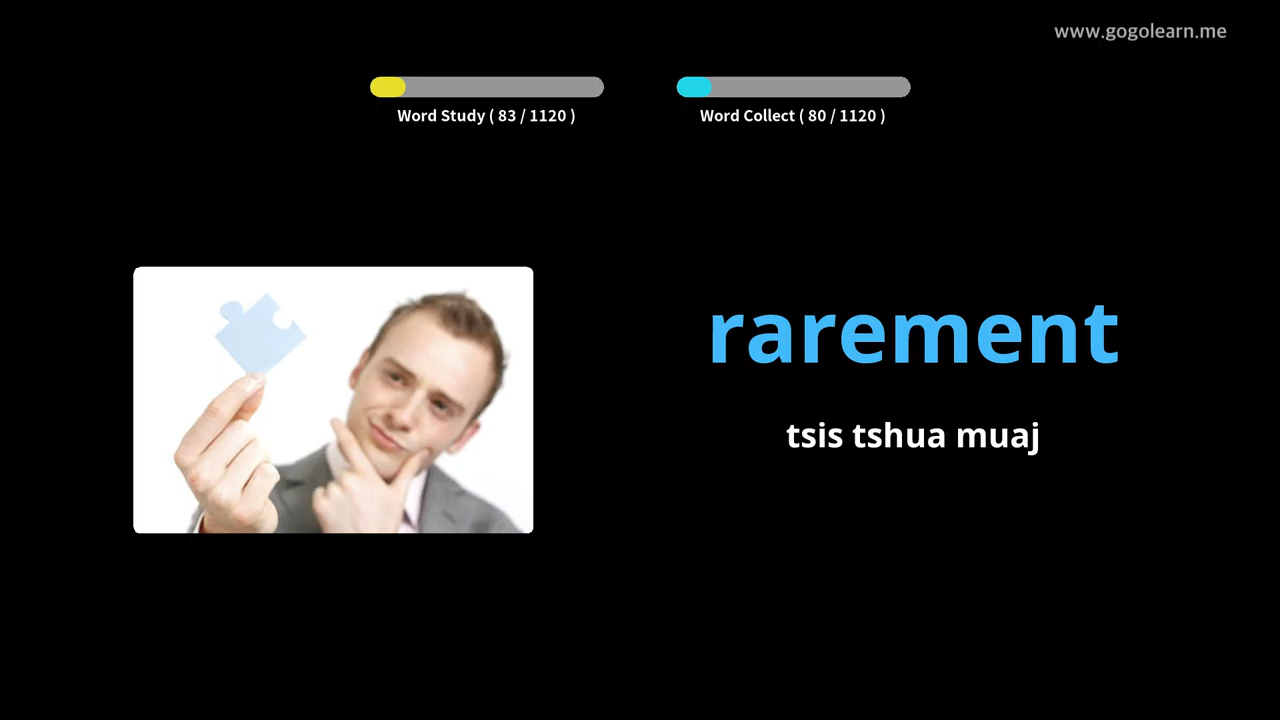 www.gogolearn.me
Word Study ( 83 / 1120 )
Word Collect ( 80 / 1120 )
rarement
tsis tshua muaj